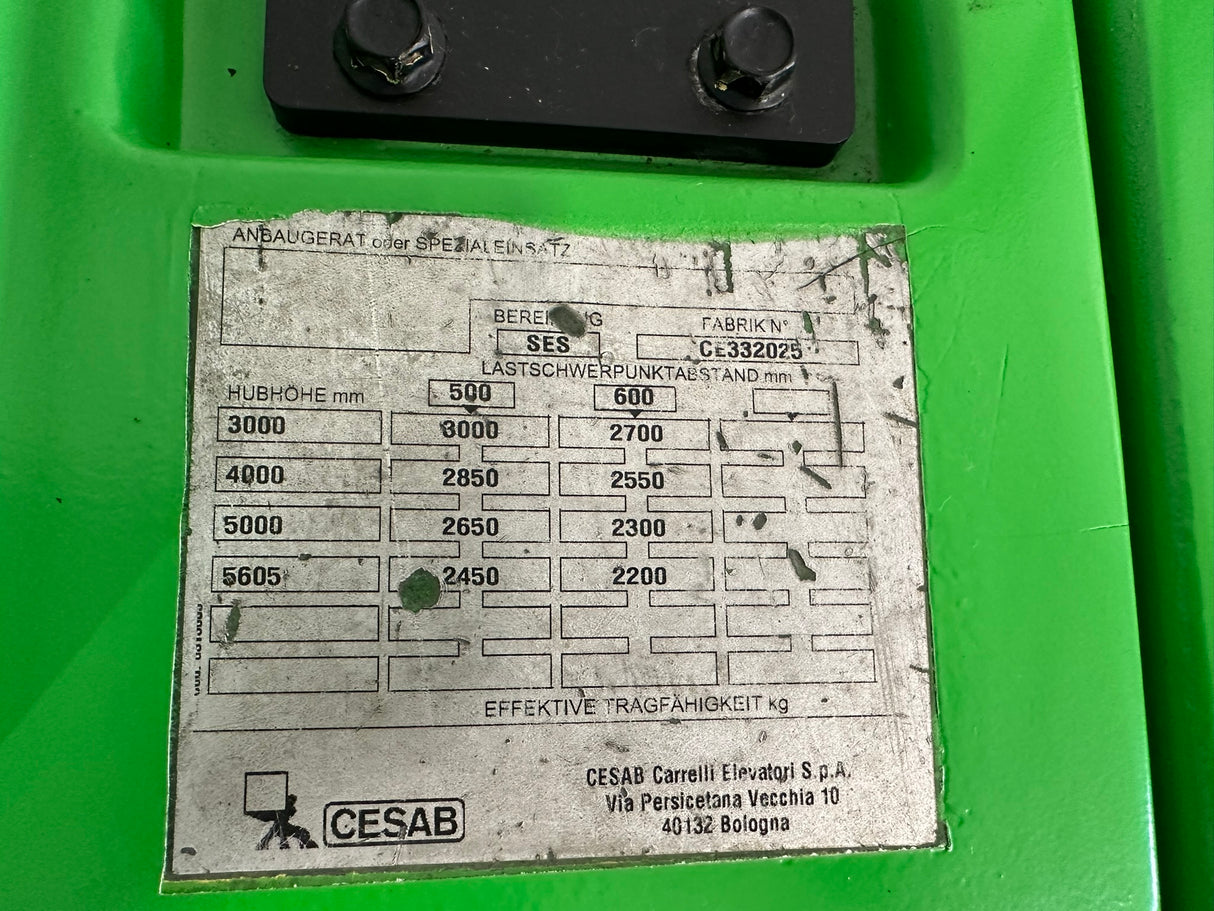 ANBAUGERÄT oder SPEZIALEINSATZ
FABRIK N°
SES
CE332025
LASTSCHWERPUNKTABSTAND mm
HUBHÖHE mm
500
600
3000
3000
2700
4000
2850
2550
5000
2650
2300
5605
2450
2200
EFFEKTIVE TRAGFÄHIGKEIT kg
CESAB Carrelli Elevatori S.p.A.
Via Persicetana Vecchia 10
40132 Bologna
CESAB